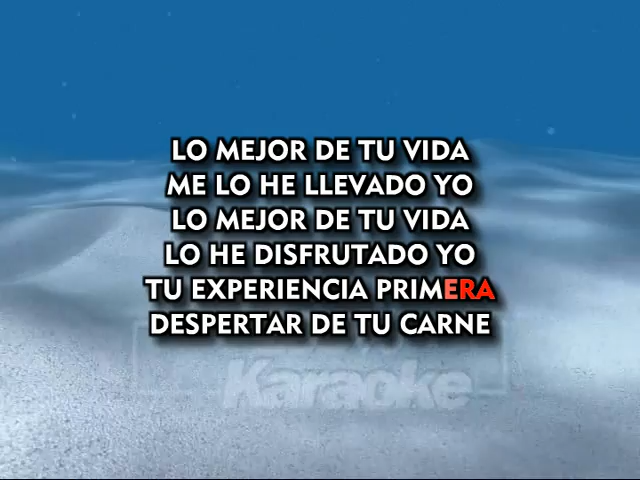 LO MEJOR DE TU VIDA
ME LO HE LLEVADO YO
LO MEJOR DE TU VIDA
LO HE DISFRUTADO YO
TU EXPERIENCIA PRIMERA
DESPERTAR DE TU CARNE
Karaoke